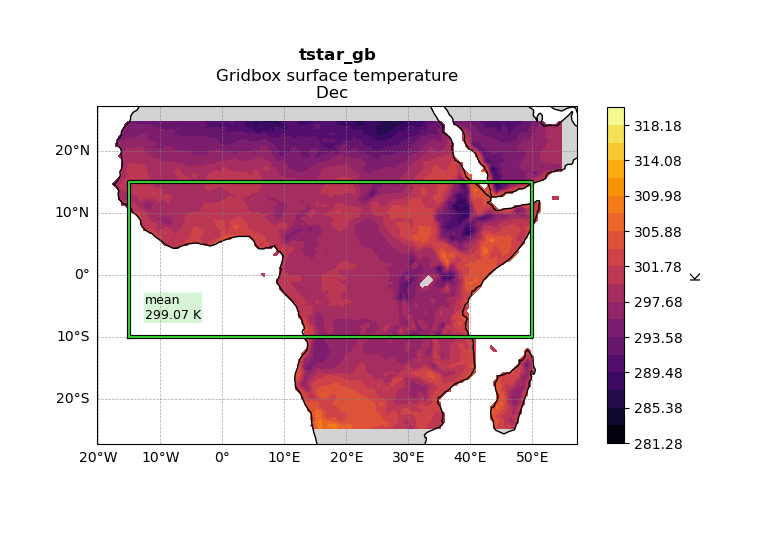 tstar_gb
Gridbox surface temperature
Dec
20°N
10°N
0°
10°S
20°S
mean
299.07 K
20°W 10°W 0° 10°E 20°E 30°E 40°E 50°E
318.18
314.08
309.98
305.88
301.78
297.68
293.58
289.48
285.38
281.28
K